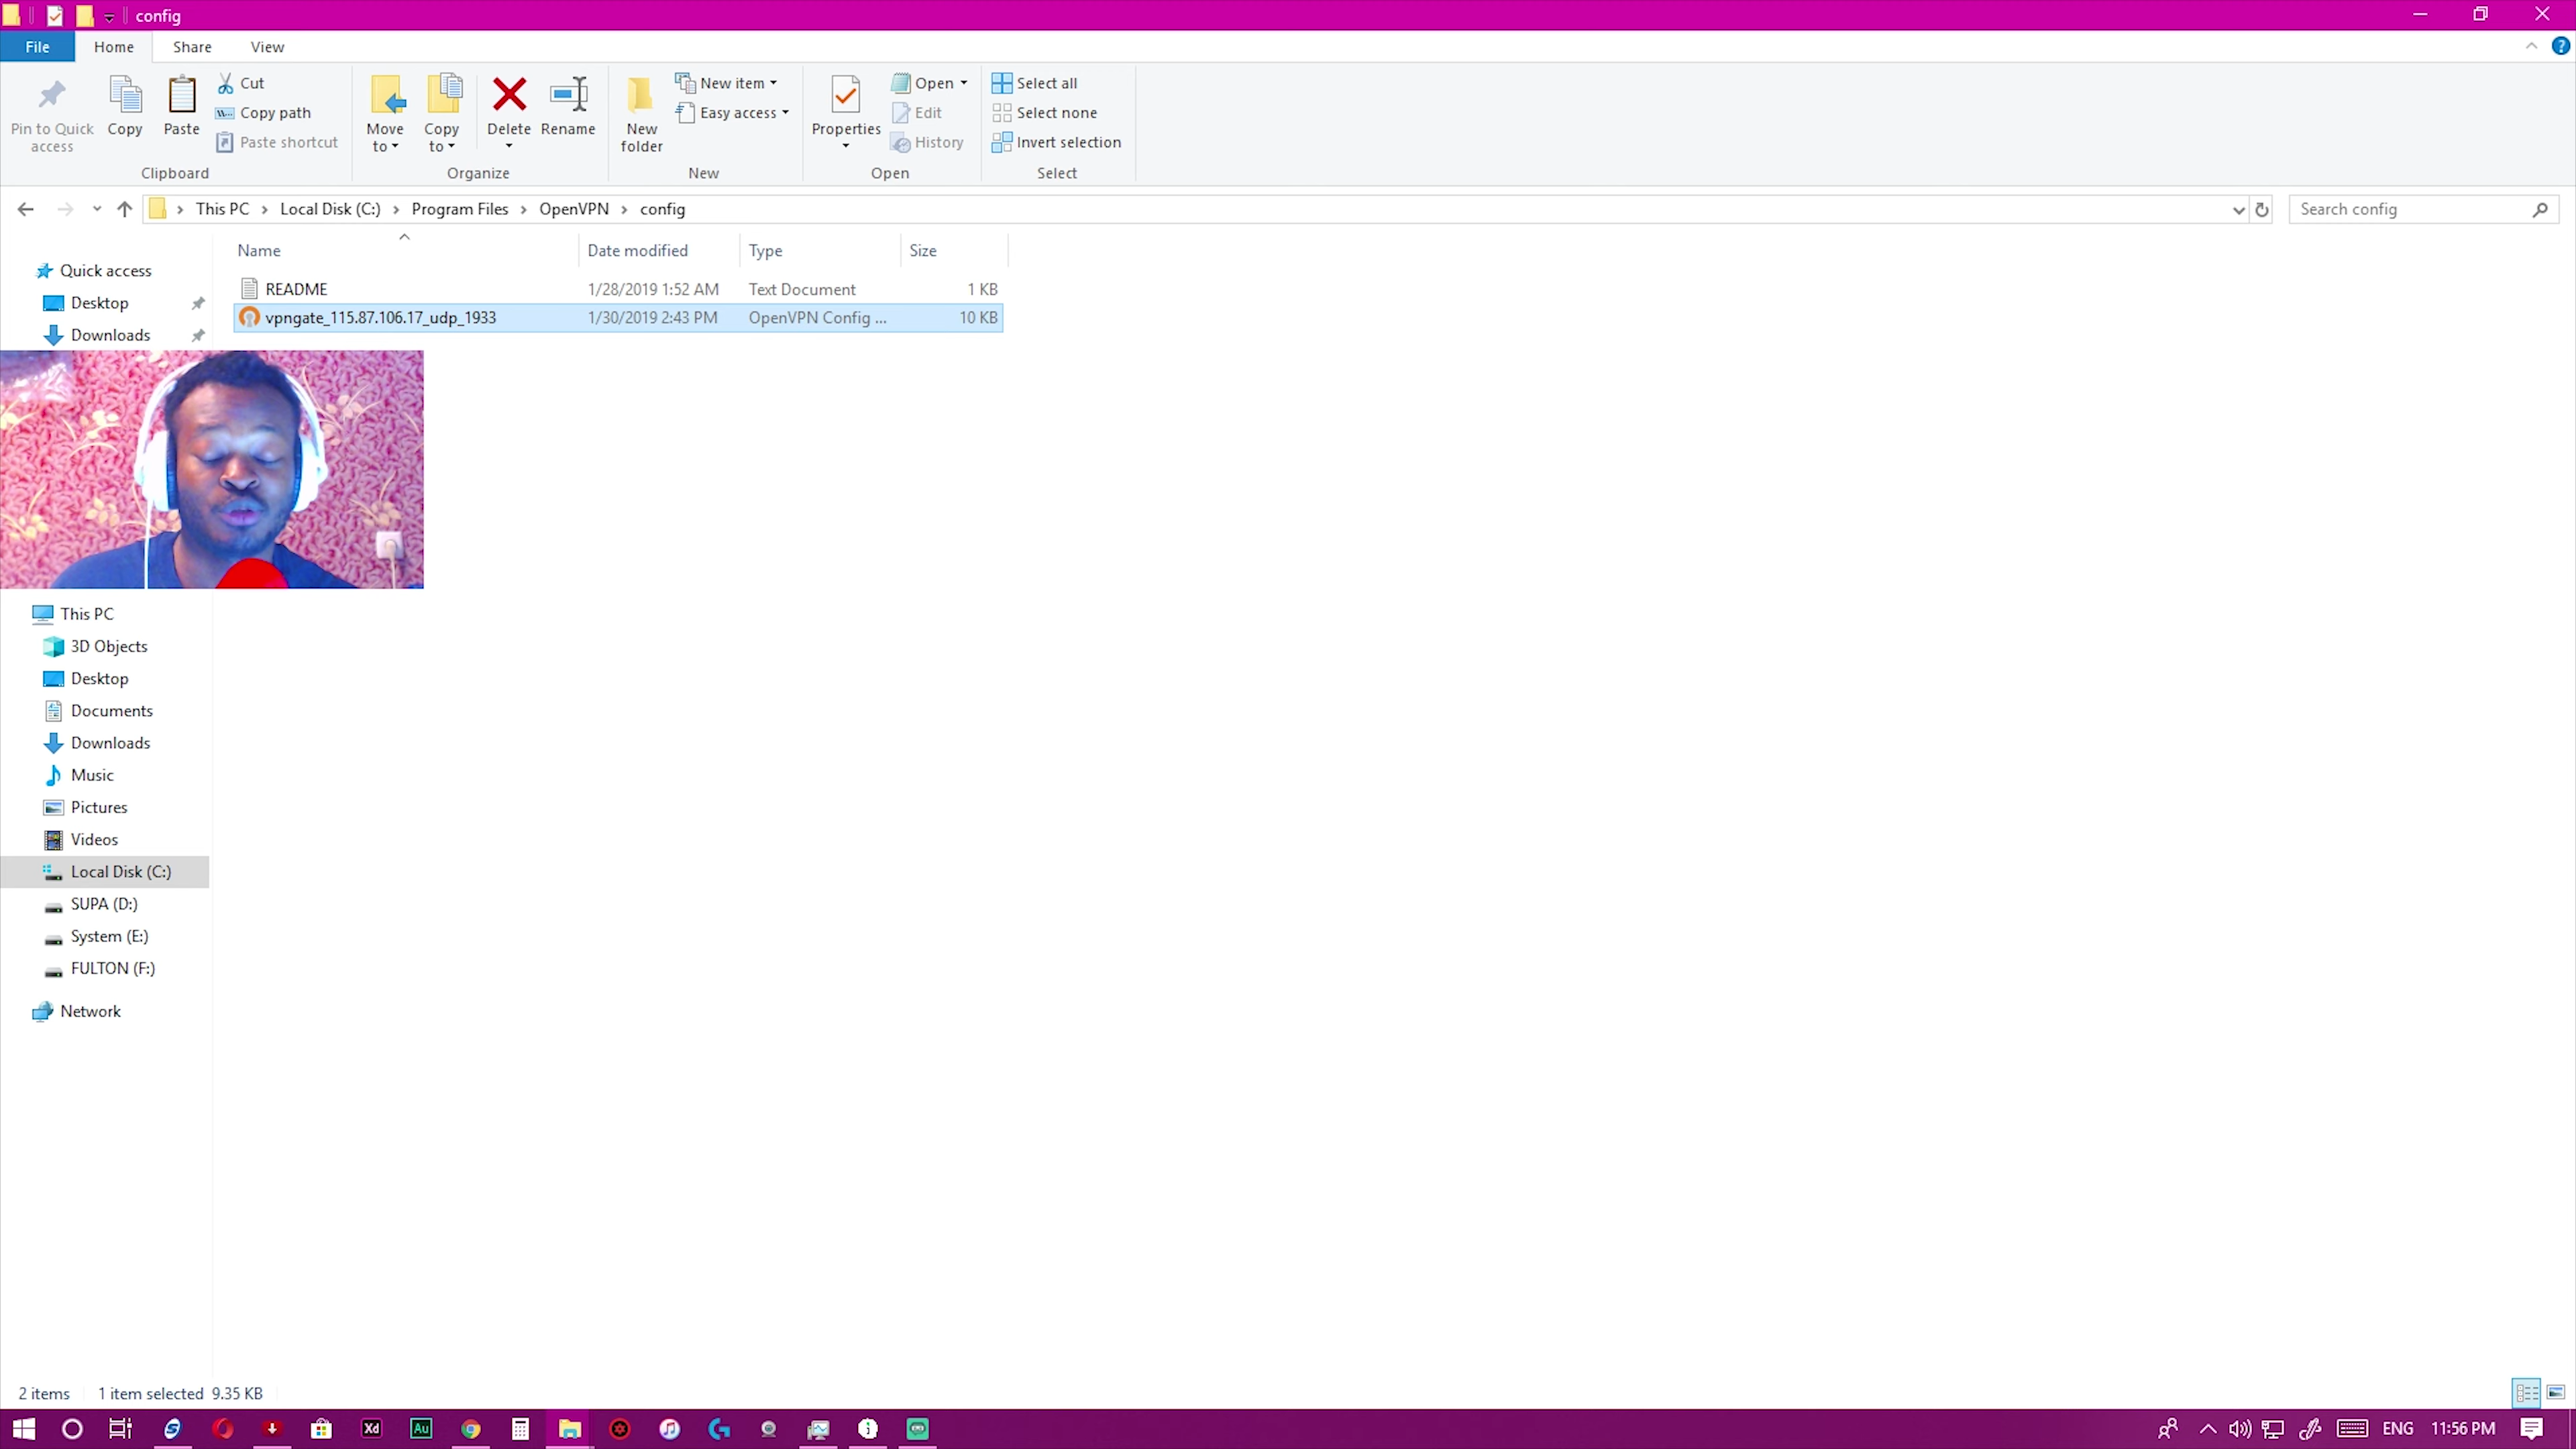 config
File Home Share View
Pin to Quick access
Copy
Paste
Cut
Copy path
Paste shortcut
Clipboard
Move to
Copy to
Delete
Rename
Organize
New folder
New item
Easy access
New
Properties
Open
Edit
History
Open
Select all
Select none
Invert selection
Select
This PC > Local Disk (C:) > Program Files > OpenVPN > config
Search config
Name Date modified Type Size
README 1/28/2019 1:52 AM Text Document 1 KB
vpngate_115.87.106.17_udp_1933 1/30/2019 2:43 PM OpenVPN Config ... 10 KB
Quick access
Desktop
Downloads
This PC
3D Objects
Desktop
Documents
Downloads
Music
Pictures
Videos
Local Disk (C:)
SUPA (D:)
System (E:)
FULTON (F:)
Network
2 items 1 item selected 9.35 KB
Xd Au ENG 11:56 PM